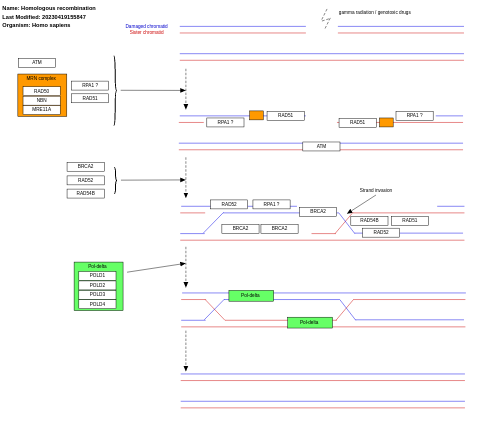 Name: Homologous recombination
Last Modified: 20230419155847
Organism: Homo sapiens
Damaged chromatid
Sister chromatid
gamma radiation / genotoxic drugs
ATM
MRN complex
RAD50
NBN
MRE11A
RPA1 ?
RAD51
RPA1 ?
RAD51
RAD51
RPA1 ?
ATM
BRCA2
RAD52
RAD54B
Strand invasion
RAD52
RPA1 ?
BRCA2
BRCA2
BRCA2
RAD54B
RAD51
RAD52
Pol-delta
POLD1
POLD2
POLD3
POLD4
Pol-delta
Pol-delta